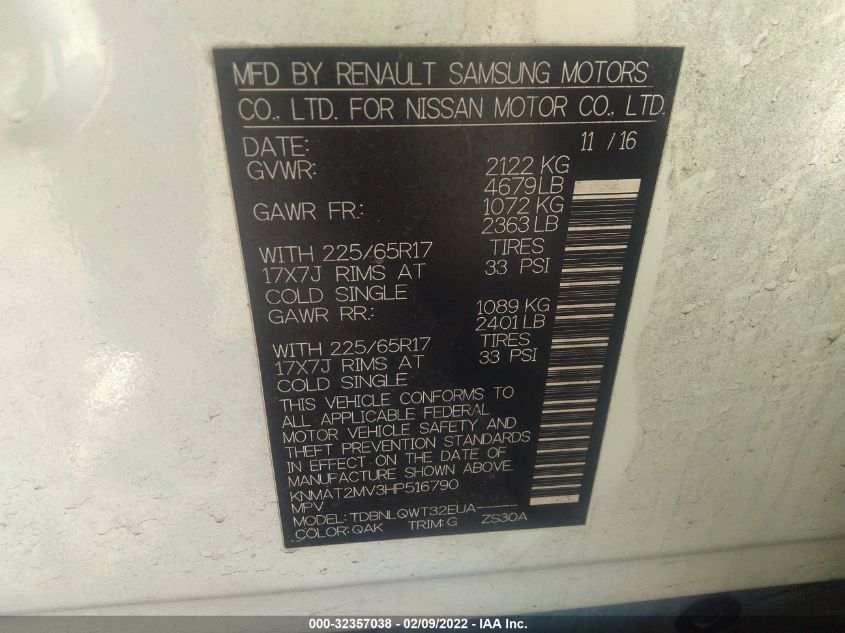 MFD BY RENAULT SAMSUNG MOTORS
CO., LTD. FOR NISSAN MOTOR CO., LTD.
DATE: 11 / 16
GVWR: 2122 KG
4679LB
GAWR FR.: 1072 KG
2363 LB
WITH 225/65R17 TIRES
17X7J RIMS AT 33 PSI
COLD SINGLE
GAWR RR.: 1089 KG
2401 LB
WITH 225/65R17 TIRES
17X7J RIMS AT 33 PSI
COLD SINGLE
THIS VEHICLE CONFORMS TO
ALL APPLICABLE FEDERAL
MOTOR VEHICLE SAFETY AND
THEFT PREVENTION STANDARDS
IN EFFECT ON THE DATE OF
MANUFACTURE SHOWN ABOVE.
KNMAT2MV3HP516790
MPV
MODEL: TDBNLQWT32EUA-----
COLOR: QAK TRIM: G ZS30A
000-32357038 - 02/09/2022 - IAA Inc.